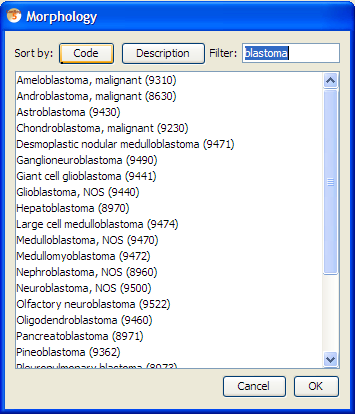 Morphology
Sort by: Code Description Filter: blastoma
Ameloblastoma, malignant (9310)
Androblastoma, malignant (8630)
Astroblastoma (9430)
Chondroblastoma, malignant (9230)
Desmoplastic nodular medulloblastoma (9471)
Ganglioneuroblastoma (9490)
Giant cell glioblastoma (9441)
Glioblastoma, NOS (9440)
Hepatoblastoma (8970)
Large cell medulloblastoma (9474)
Medulloblastoma, NOS (9470)
Medullomyoblastoma (9472)
Nephroblastoma, NOS (8960)
Neuroblastoma, NOS (9500)
Olfactory neuroblastoma (9522)
Oligodendroblastoma (9460)
Pancreatoblastoma (8971)
Pineoblastoma (9362)
Pleuropulmonary blastoma (8973)
Cancel OK